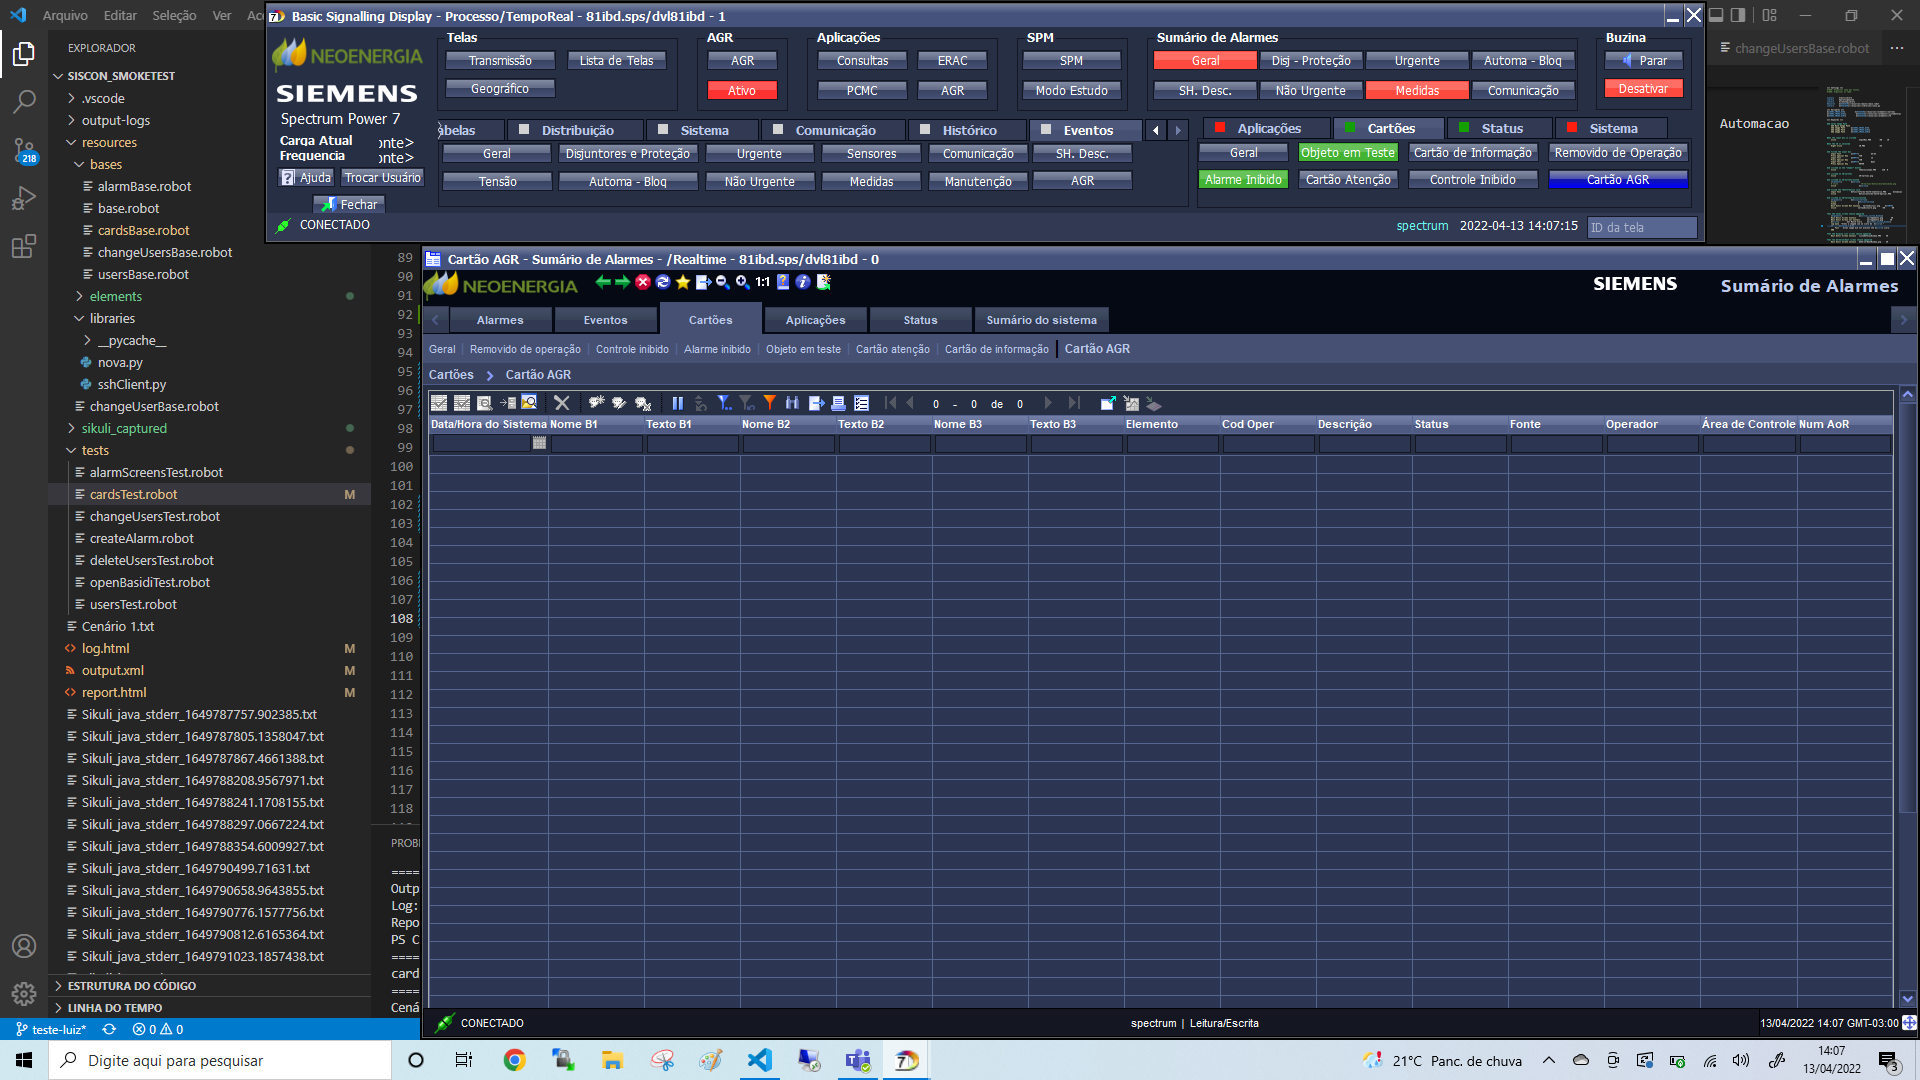 Arquivo Editar Seleção Ver
Basic Signalling Display - Processo/TempoReal - 81ibd.sps/dvl81ibd - 1
changeUsersBase.robot
EXPLORADOR
SISCON_SMOKETEST
.vscode
output-logs
resources
bases
alarmBase.robot
base.robot
cardsBase.robot
changeUsersBase.robot
usersBase.robot
elements
libraries
__pycache__
nova.py
sshClient.py
changeUserBase.robot
sikuli_captured
tests
alarmScreensTest.robot
cardsTest.robot M
changeUsersTest.robot
createAlarm.robot
deleteUsersTest.robot
openBasidiTest.robot
usersTest.robot
Cenário 1.txt
log.html M
output.xml M
report.html M
Sikuli_java_stderr_1649787757.902385.txt
Sikuli_java_stderr_1649787805.1358047.txt
Sikuli_java_stderr_1649787867.4661388.txt
Sikuli_java_stderr_1649788208.9567971.txt
Sikuli_java_stderr_1649788241.1708155.txt
Sikuli_java_stderr_1649788297.0667224.txt
Sikuli_java_stderr_1649788354.6009927.txt
Sikuli_java_stderr_1649790499.71631.txt
Sikuli_java_stderr_1649790658.9643855.txt
Sikuli_java_stderr_1649790776.1577756.txt
Sikuli_java_stderr_1649790812.6165364.txt
Sikuli_java_stderr_1649791023.1857438.txt
ESTRUTURA DO CÓDIGO
LINHA DO TEMPO
218
NEOENERGIA
SIEMENS
Spectrum Power 7
Carga Atual onte>
Frequencia onte>
Ajuda Trocar Usuário
Fechar
CONECTADO
Telas
Transmissão Lista de Telas
Geográfico
AGR
AGR
Ativo
Aplicações
Consultas ERAC
PCMC AGR
SPM
SPM
Modo Estudo
Sumário de Alarmes
Geral Disj - Proteção Urgente Automa - Bloq
SH. Desc. Não Urgente Medidas Comunicação
Buzina
Parar
Desativar
abelas Distribuição Sistema Comunicação Histórico Eventos
Geral Disjuntores e Proteção Urgente Sensores Comunicação SH. Desc.
Tensão Automa - Bloq Não Urgente Medidas Manutenção AGR
Aplicações Cartões Status Sistema
Geral Objeto em Teste Cartão de Informação Removido de Operação
Alarme Inibido Cartão Atenção Controle Inibido Cartão AGR
spectrum 2022-04-13 14:07:15 ID da tela
Automacao
89
90
91
92
93
94
95
96
97
98
99
100
101
102
103
104
105
106
107
108
109
110
111
112
113
114
115
116
117
118
PROBL
====
Outp
Log:
Repo
PS C
====
card
====
Cená
Cartão AGR - Sumário de Alarmes - /Realtime - 81ibd.sps/dvl81ibd - 0
NEOENERGIA 1:1 SIEMENS Sumário de Alarmes
Alarmes Eventos Cartões Aplicações Status Sumário do sistema
Geral Removido de operação Controle inibido Alarme inibido Objeto em teste Cartão atenção Cartão de informação Cartão AGR
Cartões Cartão AGR
0 - 0 de 0
Data/Hora do Sistema Nome B1 Texto B1 Nome B2 Texto B2 Nome B3 Texto B3 Elemento Cod Oper Descrição Status Fonte Operador Área de Controle Num AoR
CONECTADO spectrum | Leitura/Escrita 13/04/2022 14:07 GMT-03:00
teste-luiz* 0 0
Digite aqui para pesquisar
21°C Panc. de chuva
14:07
13/04/2022
3